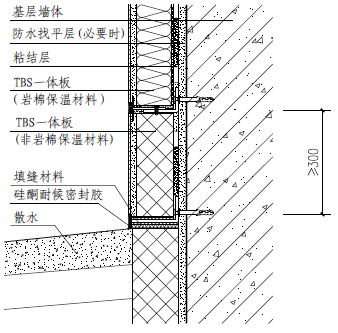 基层墙体
防水找平层(必要时)
粘结层
TBS一体板
(岩棉保温材料)
TBS一体板
(非岩棉保温材料)
填缝材料
硅酮耐候密封胶
散水
≥300